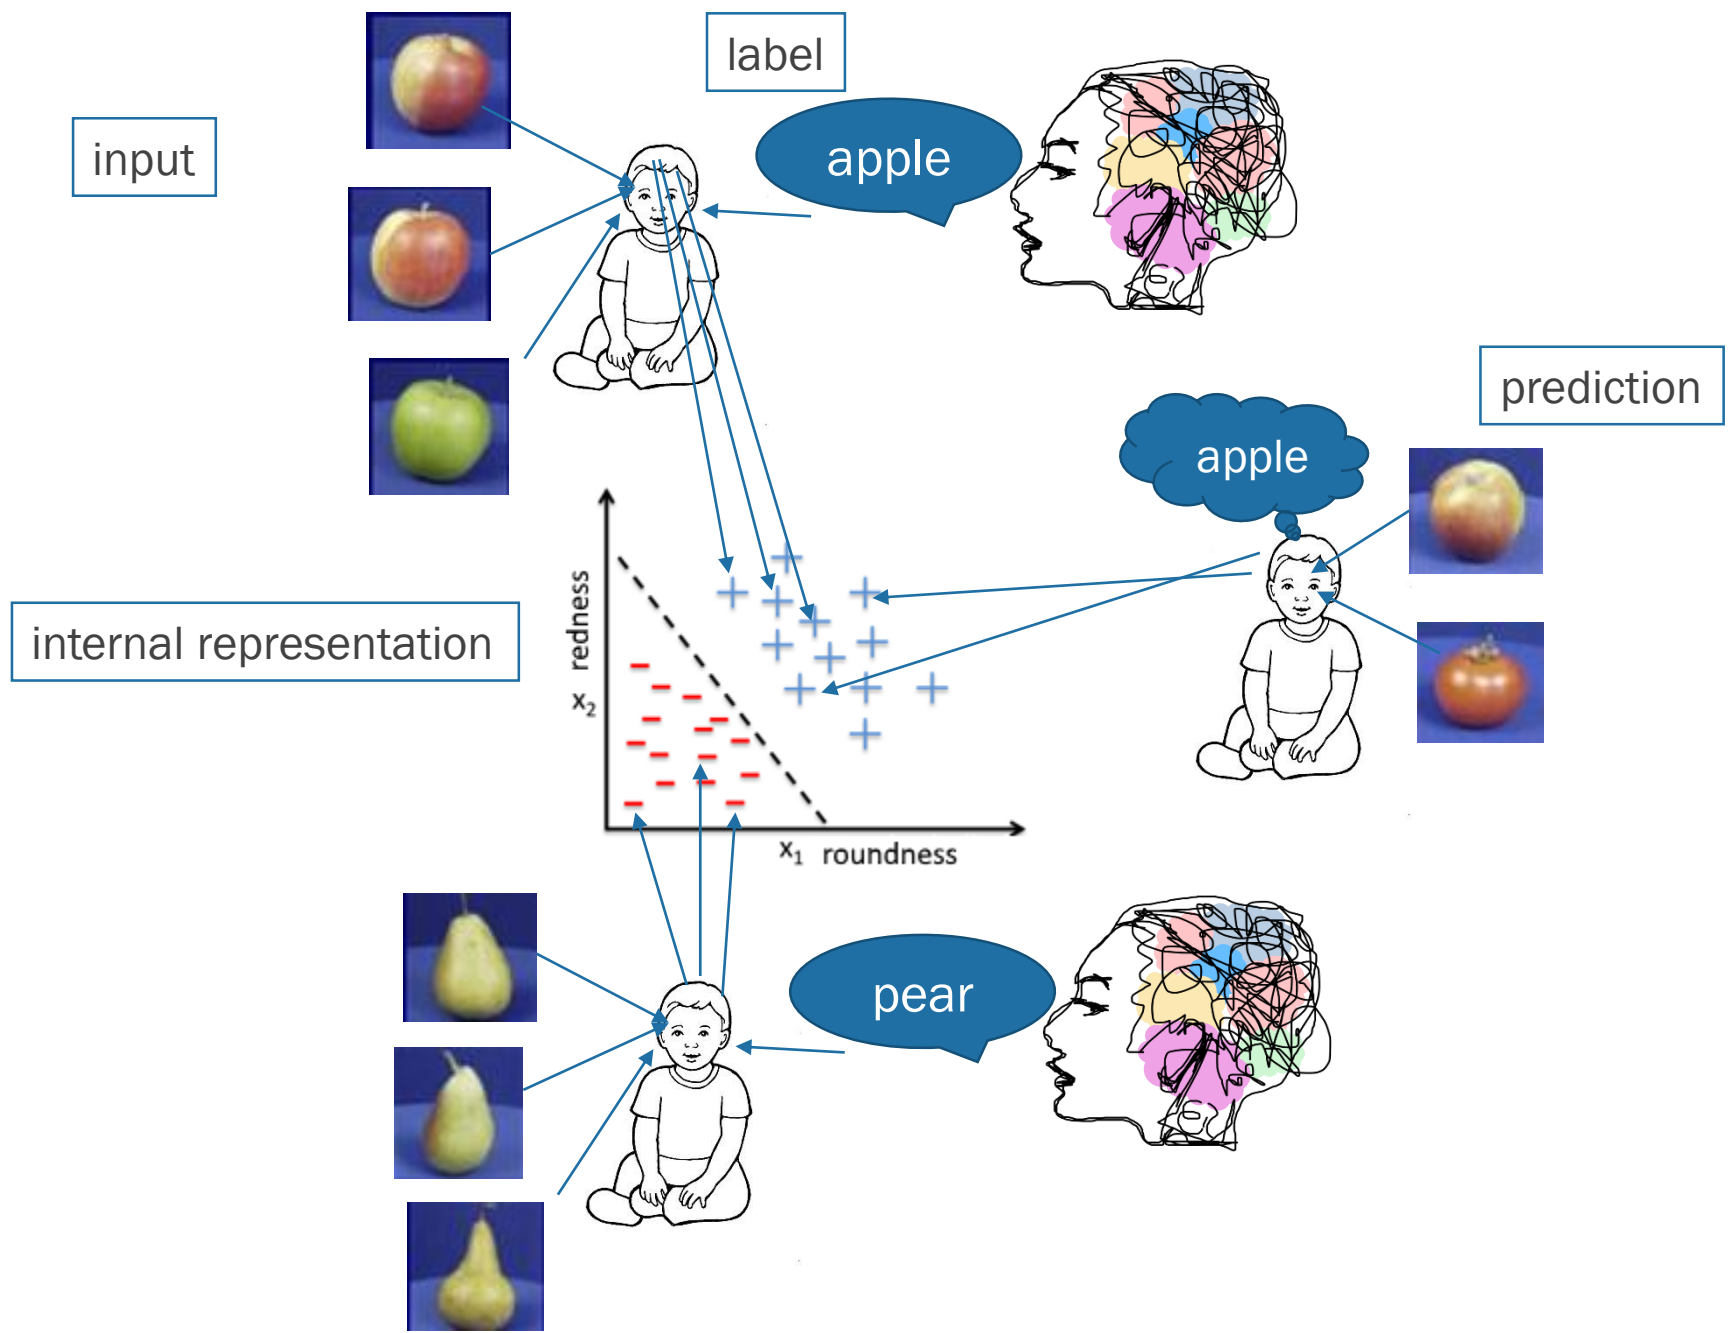 label
input
apple
prediction
apple
redness
internal representation
x2
x1 roundness
pear